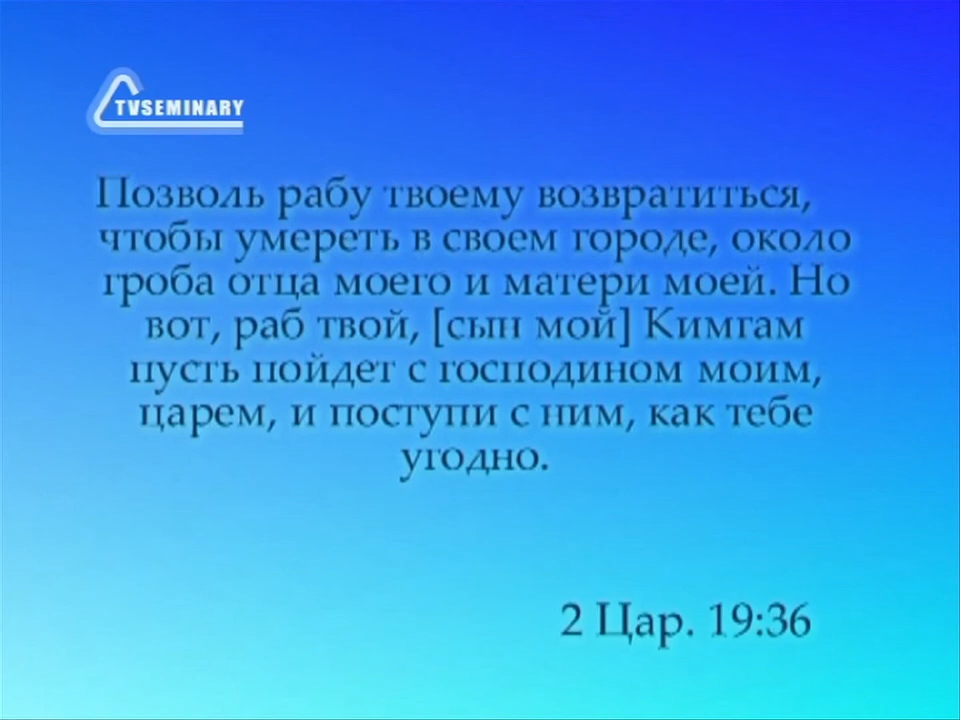 TVSEMINARY
Позволь рабу твоему возвратиться,
чтобы умереть в своем городе, около
гроба отца моего и матери моей. Но
вот, раб твой, [сын мой] Кимгам
пусть пойдет с господином моим,
царем, и поступи с ним, как тебе
угодно.
2 Цар. 19:36